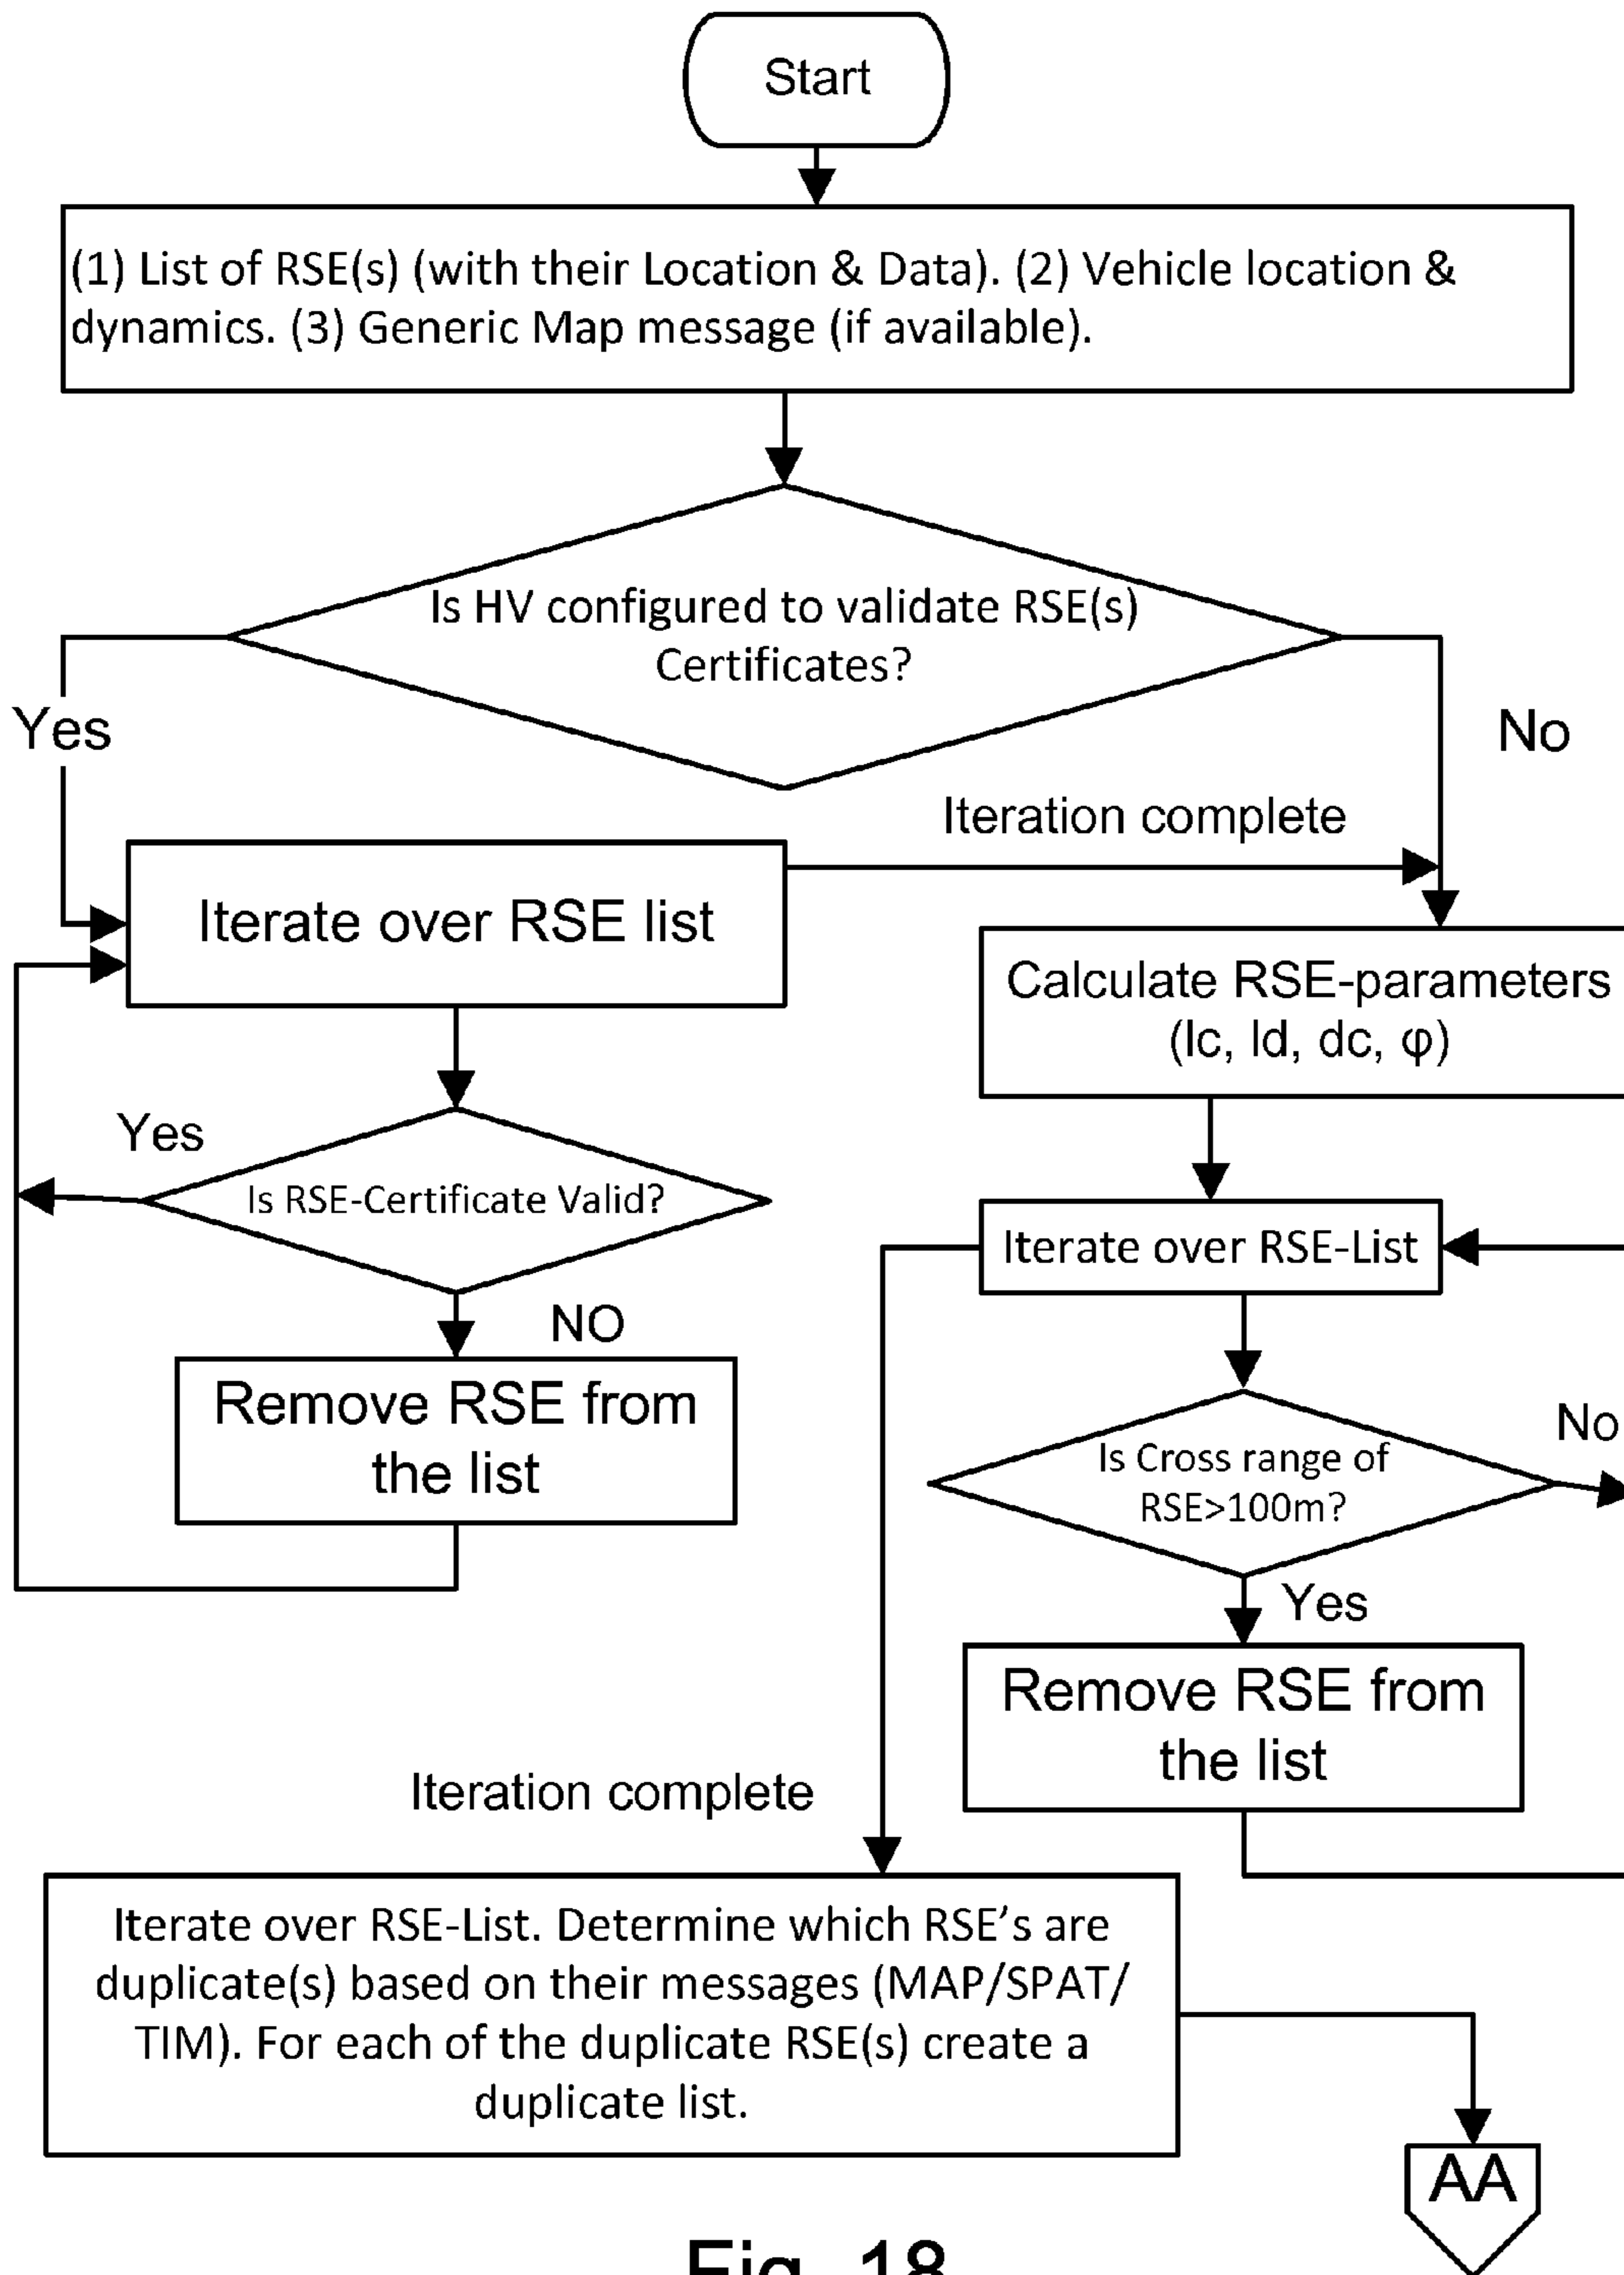 Start
(1) List of RSE(s) (with their Location & Data). (2) Vehicle location &
dynamics. (3) Generic Map message (if available).
Is HV configured to validate RSE(s)
Certificates?
Yes
No
Iteration complete
Iterate over RSE list
Calculate RSE-parameters
(lc, ld, dc, φ)
Yes
Is RSE-Certificate Valid?
Iterate over RSE-List
NO
Remove RSE from
the list
No
Is Cross range of
RSE>100m?
Yes
Remove RSE from
the list
Iteration complete
Iterate over RSE-List. Determine which RSE’s are
duplicate(s) based on their messages (MAP/SPAT/
TIM). For each of the duplicate RSE(s) create a
duplicate list.
AA
Fig. 18